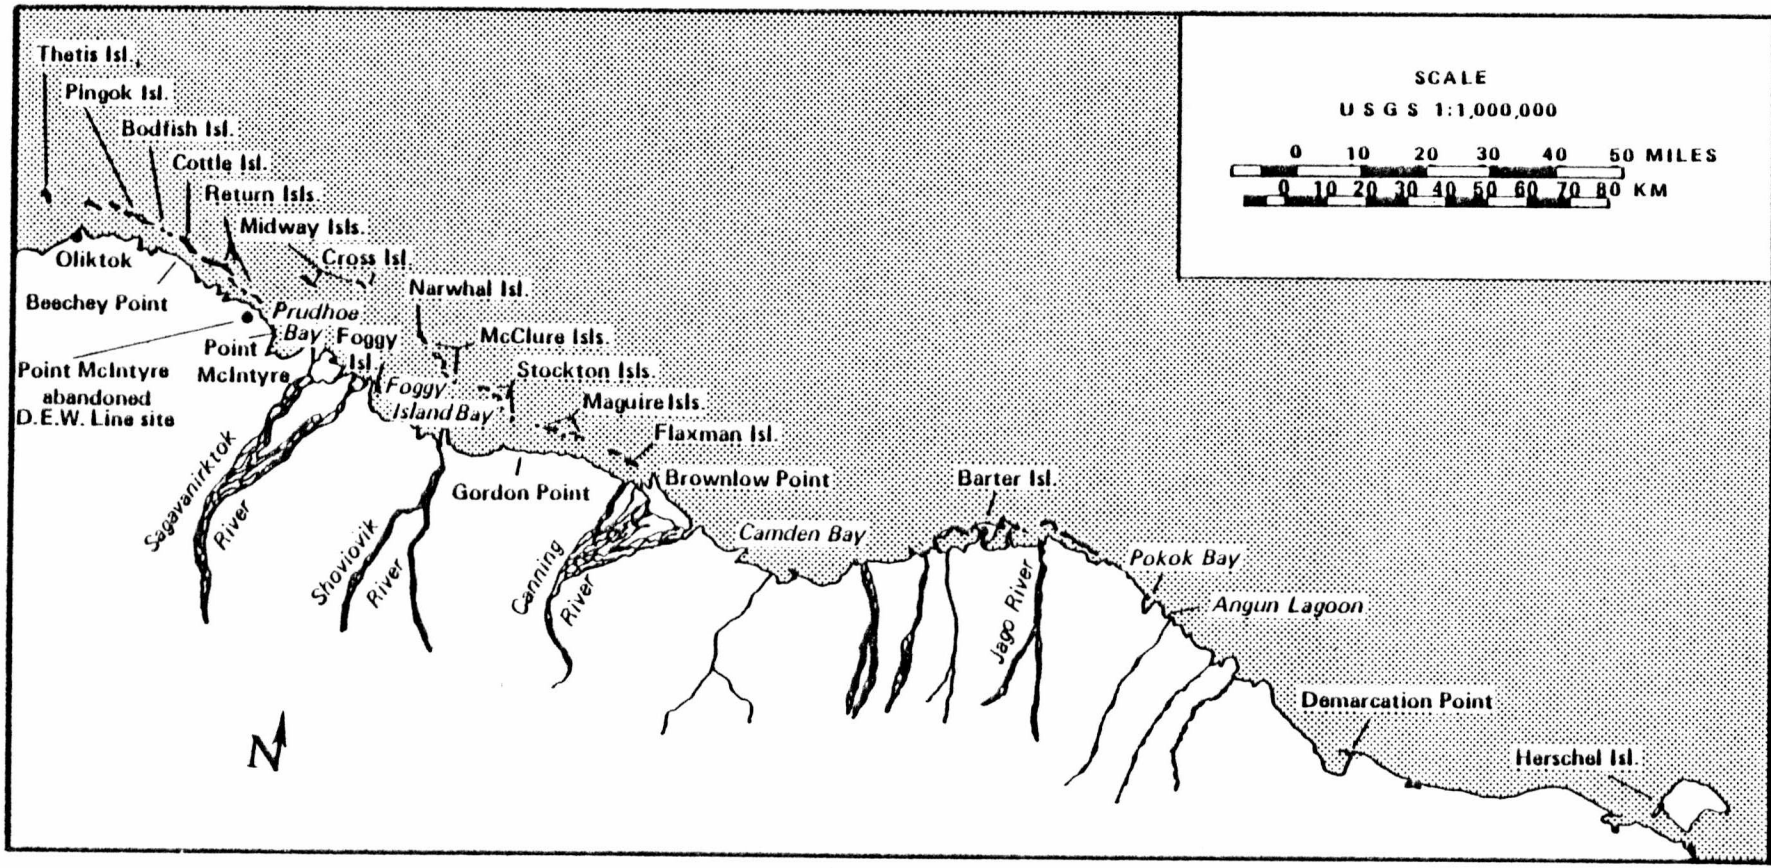 Thetis Isl.
Pingok Isl.
Bodfish Isl.
Cottle Isl.
Return Isls.
Midway Isls.
Cross Isl.
Narwhal Isl.
McClure Isls.
Stockton Isls.
Maguire Isls.
Flaxman Isl.
Brownlow Point
Oliktok
Beechey Point
Prudhoe
Bay
Point
McIntyre
Foggy
Isl.
Point McIntyre
abandoned
D.E.W. Line site
Foggy
Island Bay
Sagavanirktok
River
Shoviovik
River
Gordon Point
Canning
River
Camden Bay
Barter Isl.
Jago River
Pokok Bay
Angun Lagoon
Demarcation Point
Herschel Isl.
N
SCALE
USGS 1:1,000,000
0 10 20 30 40 50 MILES
0 10 20 30 40 50 60 70 80 KM